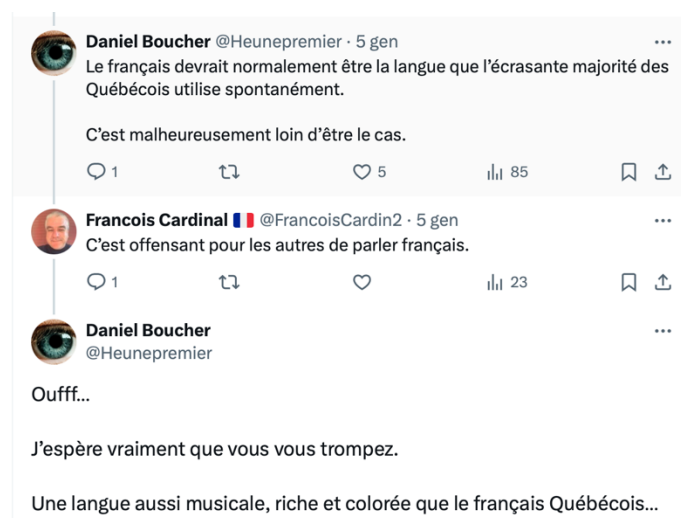 Daniel Boucher @Heunepremier · 5 gen
Le français devrait normalement être la langue que l’écrasante majorité des
Québécois utilise spontanément.
C’est malheureusement loin d’être le cas.
1 5 85
Francois Cardinal 🇫🇷 @FrancoisCardin2 · 5 gen
C’est offensant pour les autres de parler français.
1 23
Daniel Boucher
@Heunepremier
Oufff...
J’espère vraiment que vous vous trompez.
Une langue aussi musicale, riche et colorée que le français Québécois...